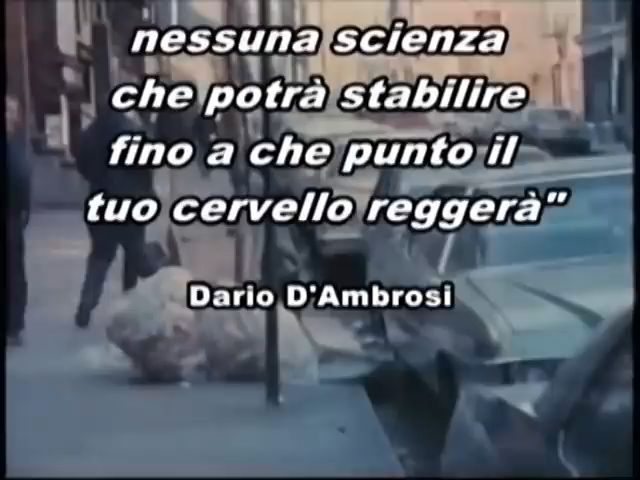 nessuna scienza
che potrà stabilire
fino a che punto il
tuo cervello reggerà"
Dario D'Ambrosi